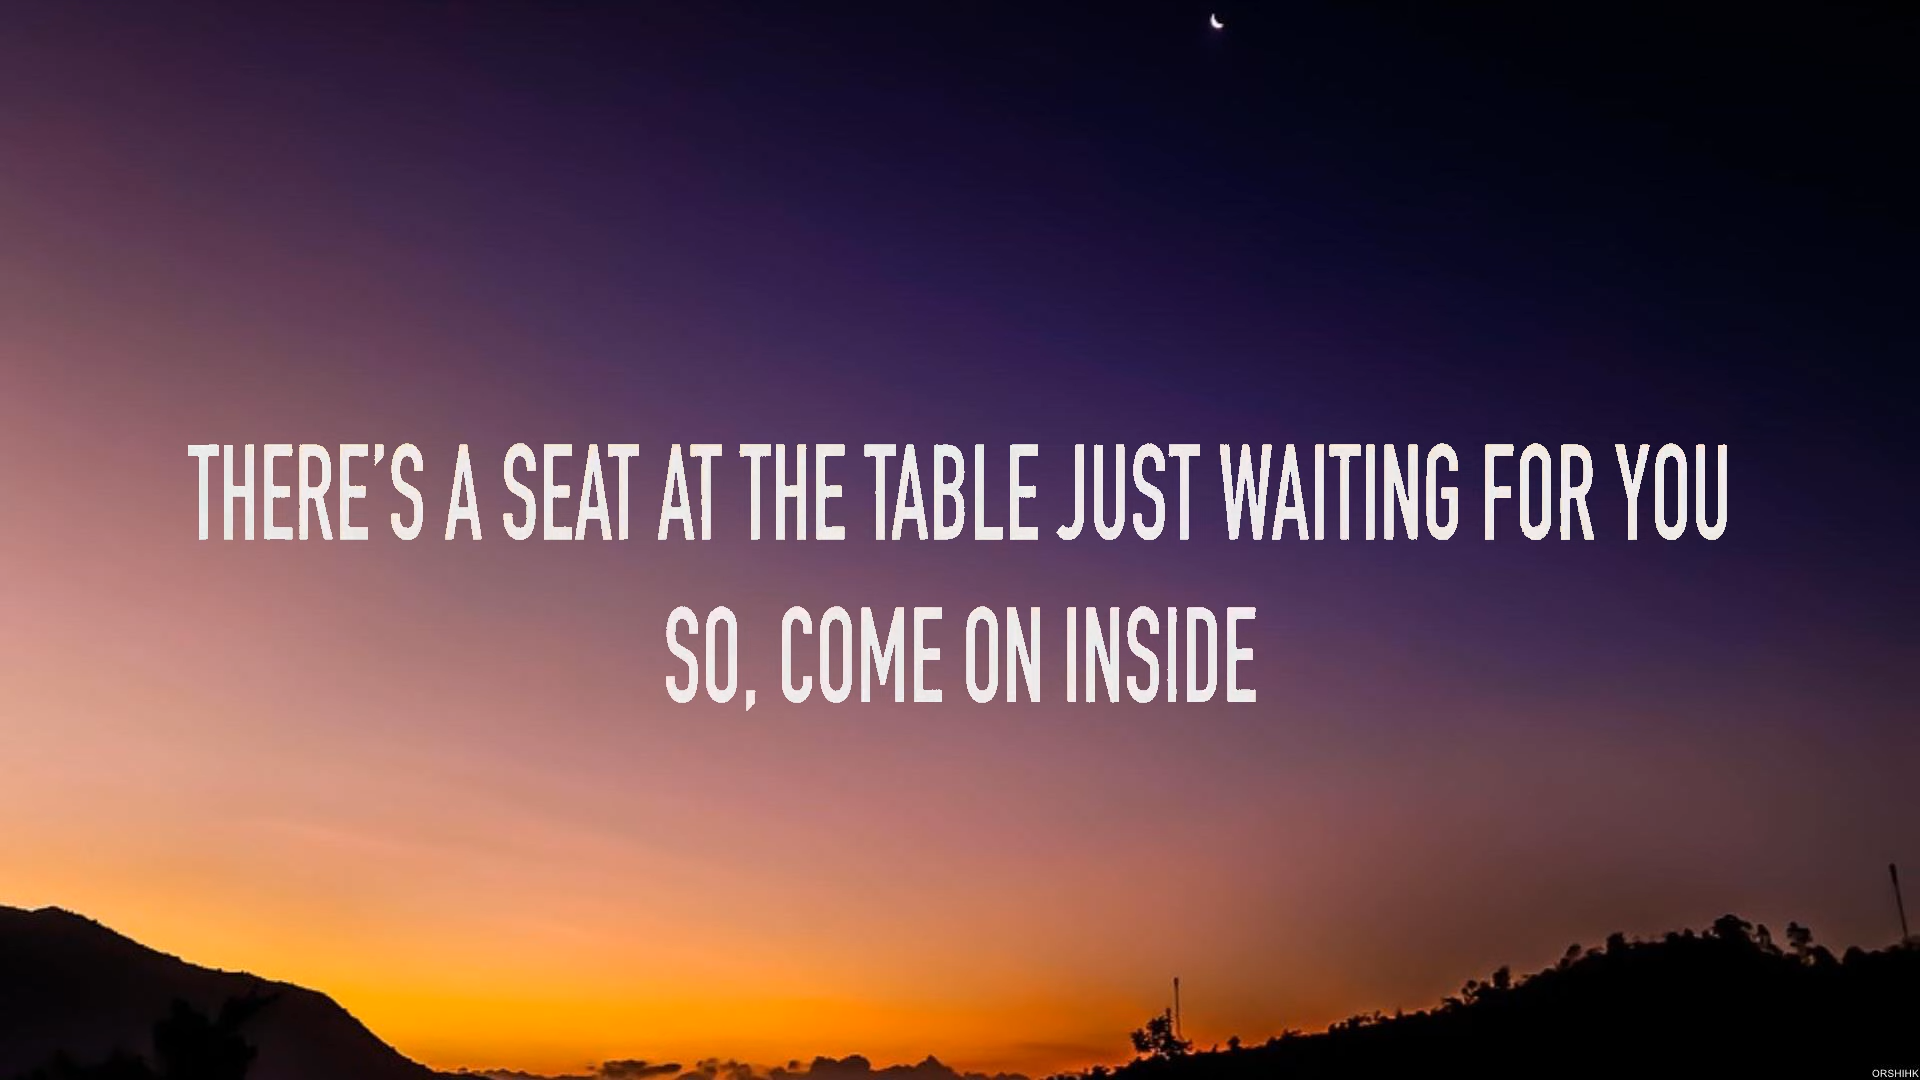 THERE'S A SEAT AT THE TABLE JUST WAITING FOR YOU
SO, COME ON INSIDE
ORSHIHK